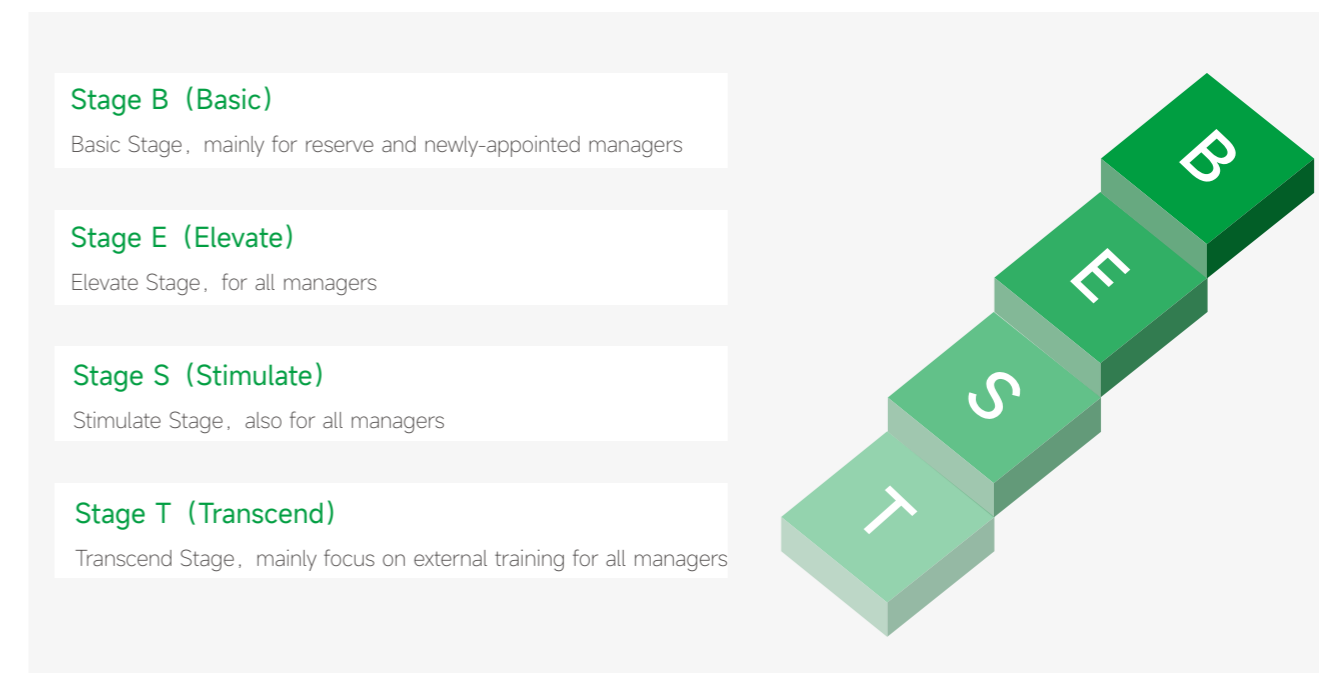 Stage B（Basic）
Basic Stage，mainly for reserve and newly-appointed managers
Stage E（Elevate）
Elevate Stage，for all managers
Stage S（Stimulate）
Stimulate Stage，also for all managers
Stage T（Transcend）
Transcend Stage，mainly focus on external training for all managers
B
E
S
T